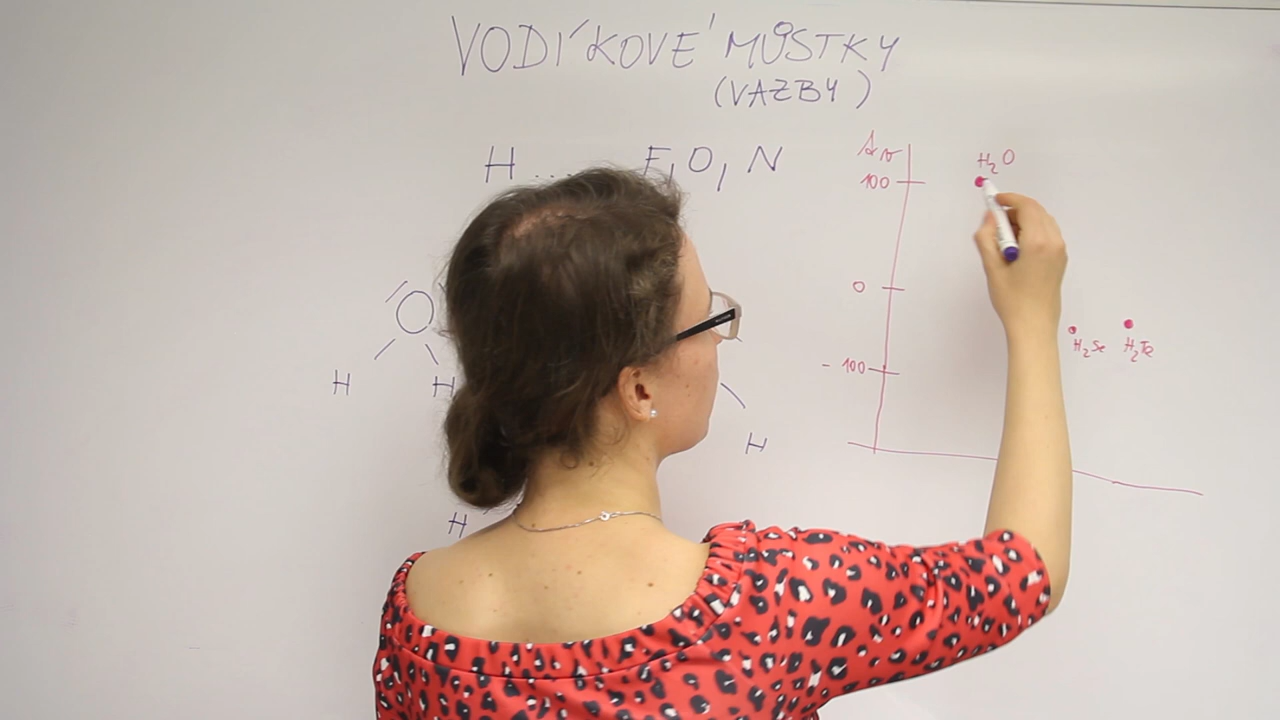 VODÍKOVÉ MŮSTKY
(VAZBY)
H ... F, O, N
O
H H
H
H
100
H₂O
0
- 100
H₂Se H₂Te